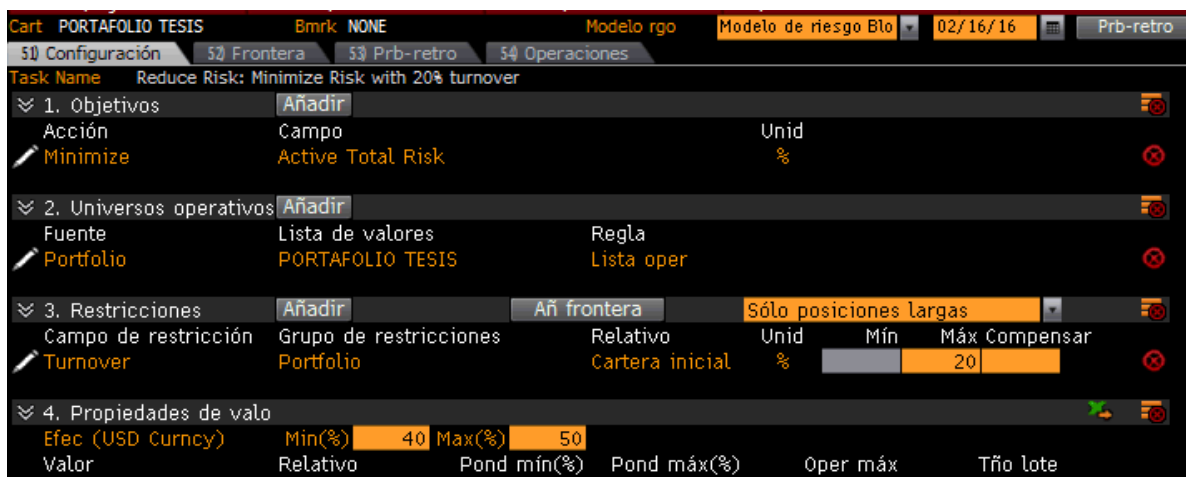 Cart PORTAFOLIO TESIS Bmrk NONE Modelo rgo Modelo de riesgo Blo 02/16/16 Prb-retro
51) Configuración 52) Frontera 53) Prb-retro 54) Operaciones
Task Name Reduce Risk: Minimize Risk with 20% turnover
1. Objetivos Añadir
Acción Campo Unid
Minimize Active Total Risk %
2. Universos operativos Añadir
Fuente Lista de valores Regla
Portfolio PORTAFOLIO TESIS Lista oper
3. Restricciones Añadir Añ frontera Sólo posiciones largas
Campo de restricción Grupo de restricciones Relativo Unid Mín Máx Compensar
Turnover Portfolio Cartera inicial % 20
4. Propiedades de valo
Efec (USD Curncy) Min(%) 40 Max(%) 50
Valor Relativo Pond mín(%) Pond máx(%) Oper máx Tño lote